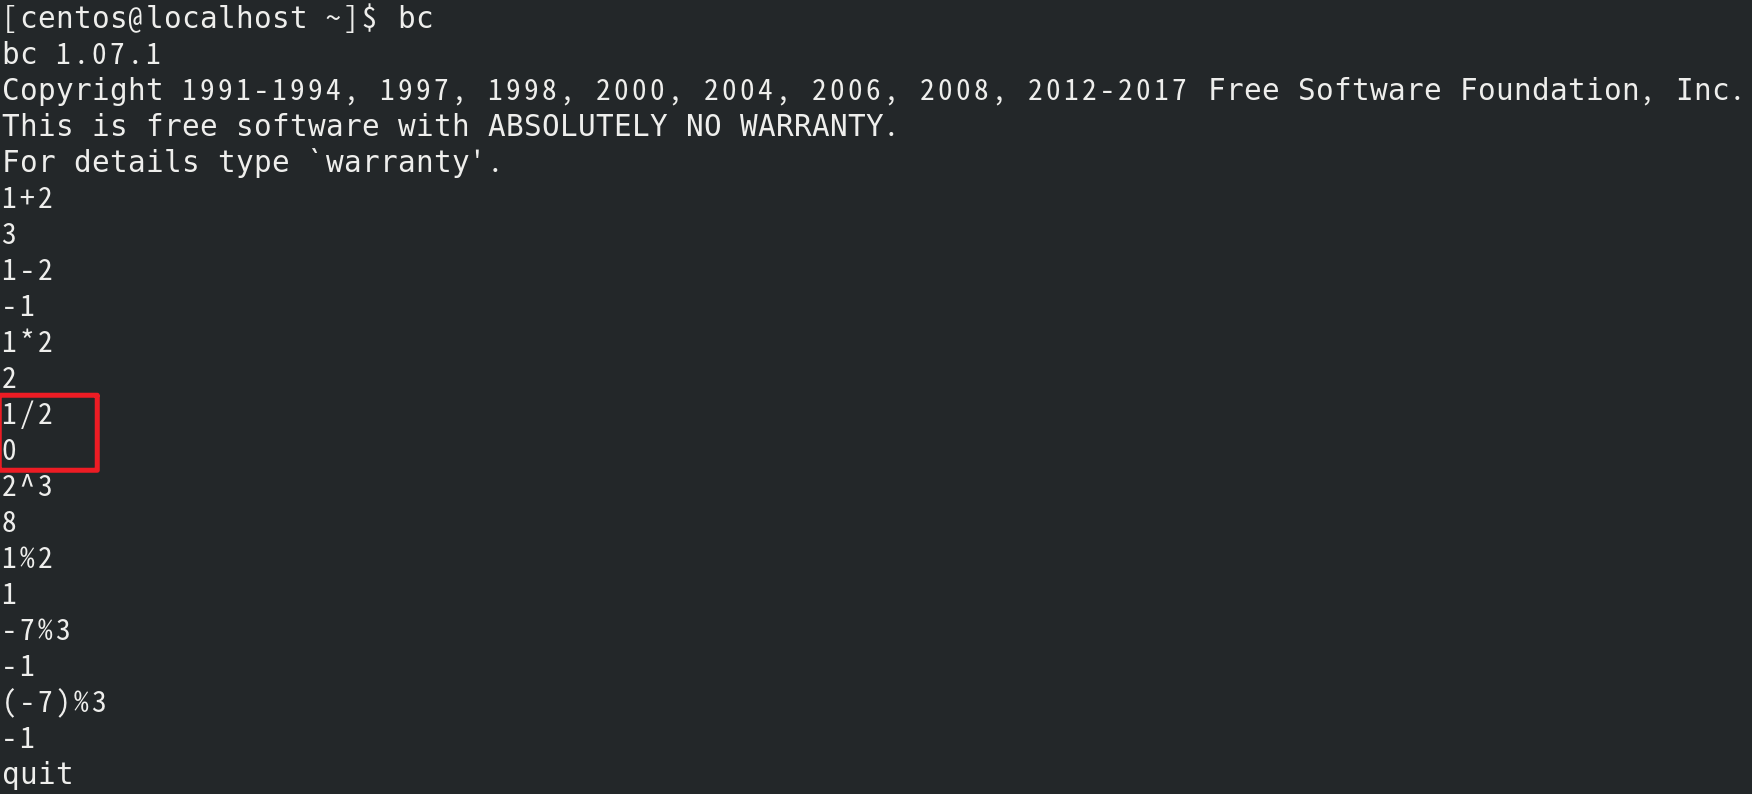 [centos@localhost ~]$ bc
bc 1.07.1
Copyright 1991-1994, 1997, 1998, 2000, 2004, 2006, 2008, 2012-2017 Free Software Foundation, Inc.
This is free software with ABSOLUTELY NO WARRANTY.
For details type `warranty'.
1+2
3
1-2
-1
1*2
2
1/2
0
2^3
8
1%2
1
-7%3
-1
(-7)%3
-1
quit